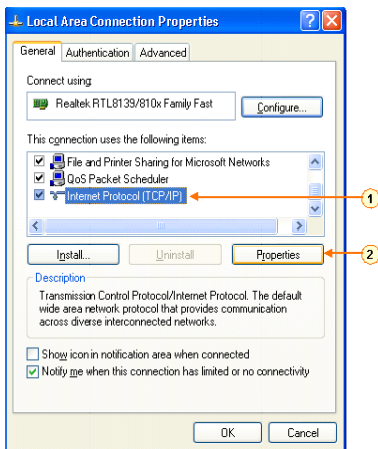 Local Area Connection Properties
General Authentication Advanced
Connect using:
Realtek RTL8139/810x Family Fast
Configure...
This connection uses the following items:
File and Printer Sharing for Microsoft Networks
QoS Packet Scheduler
Internet Protocol (TCP/IP)
1
Install... Uninstall Properties
2
Description
Transmission Control Protocol/Internet Protocol. The default
wide area network protocol that provides communication
across diverse interconnected networks.
Show icon in notification area when connected
Notify me when this connection has limited or no connectivity
OK Cancel